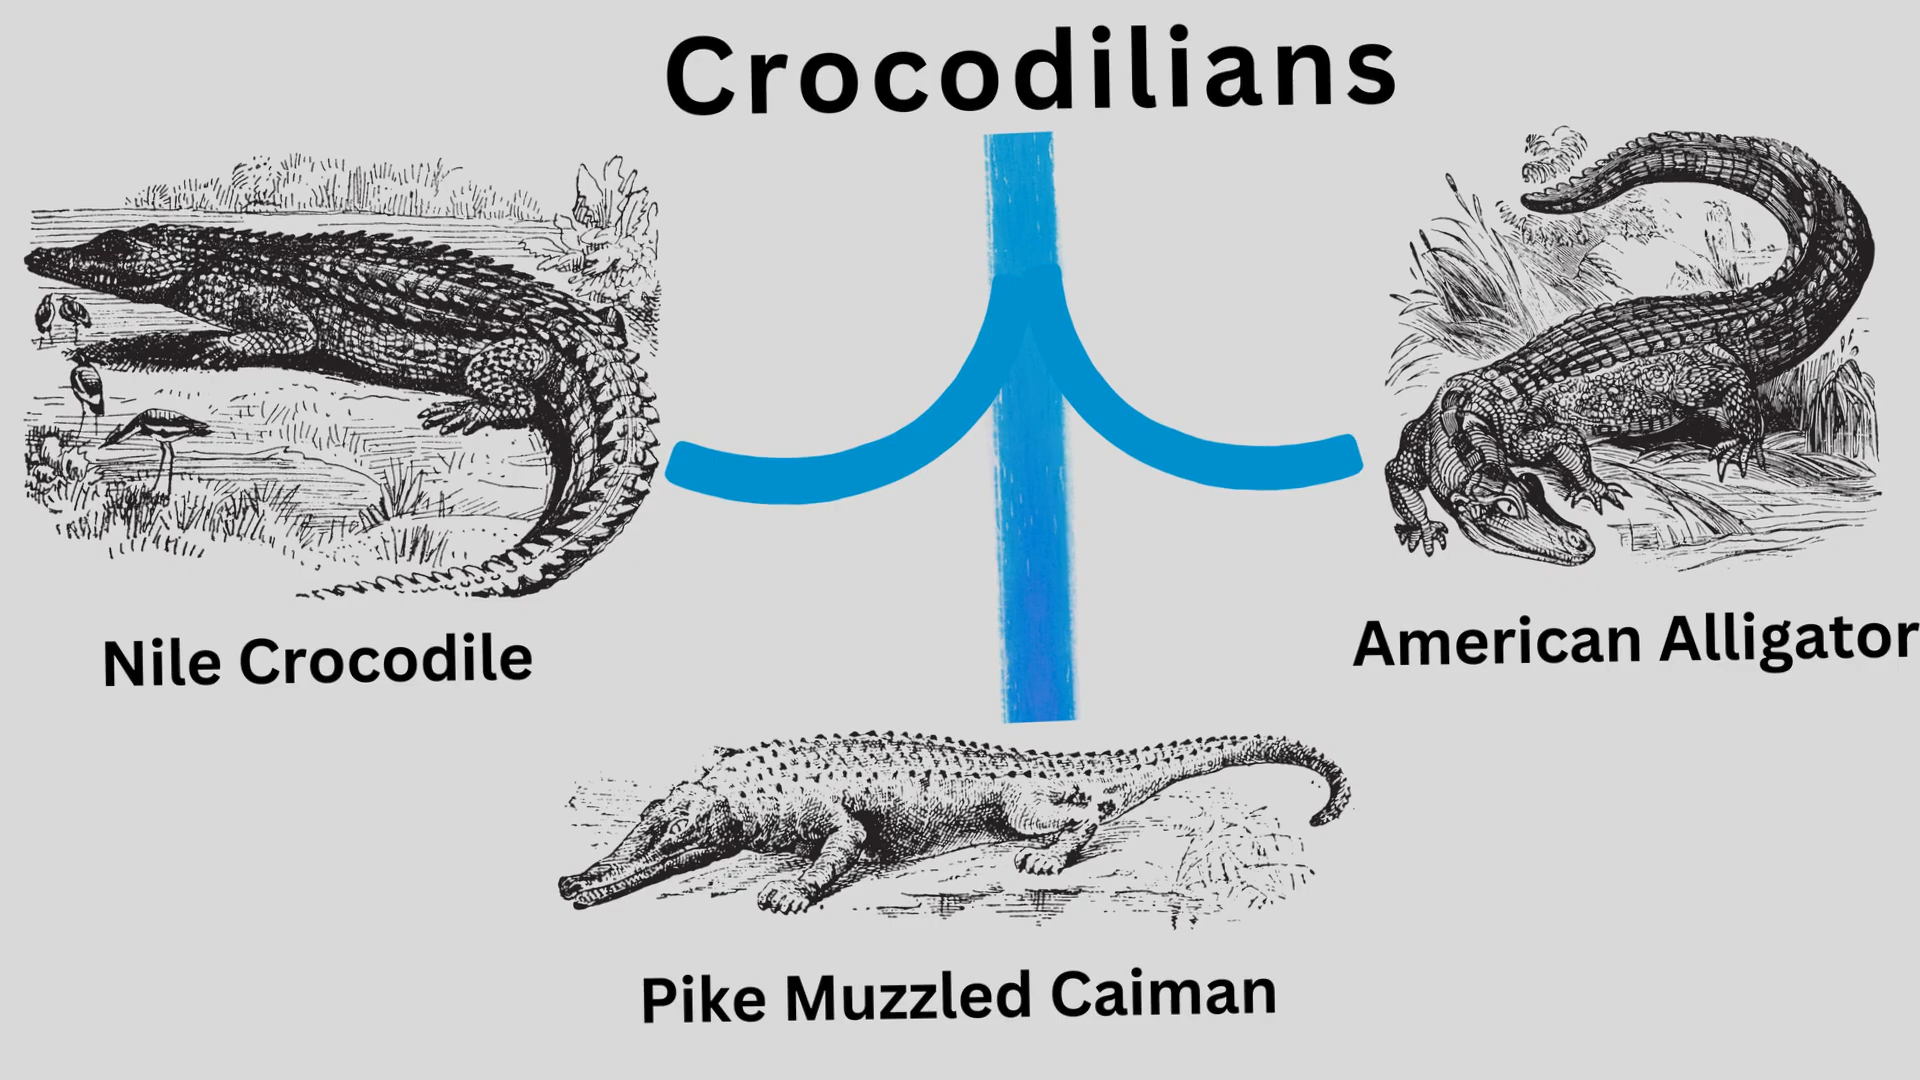 Crocodilians
Nile Crocodile
American Alligator
Pike Muzzled Caiman